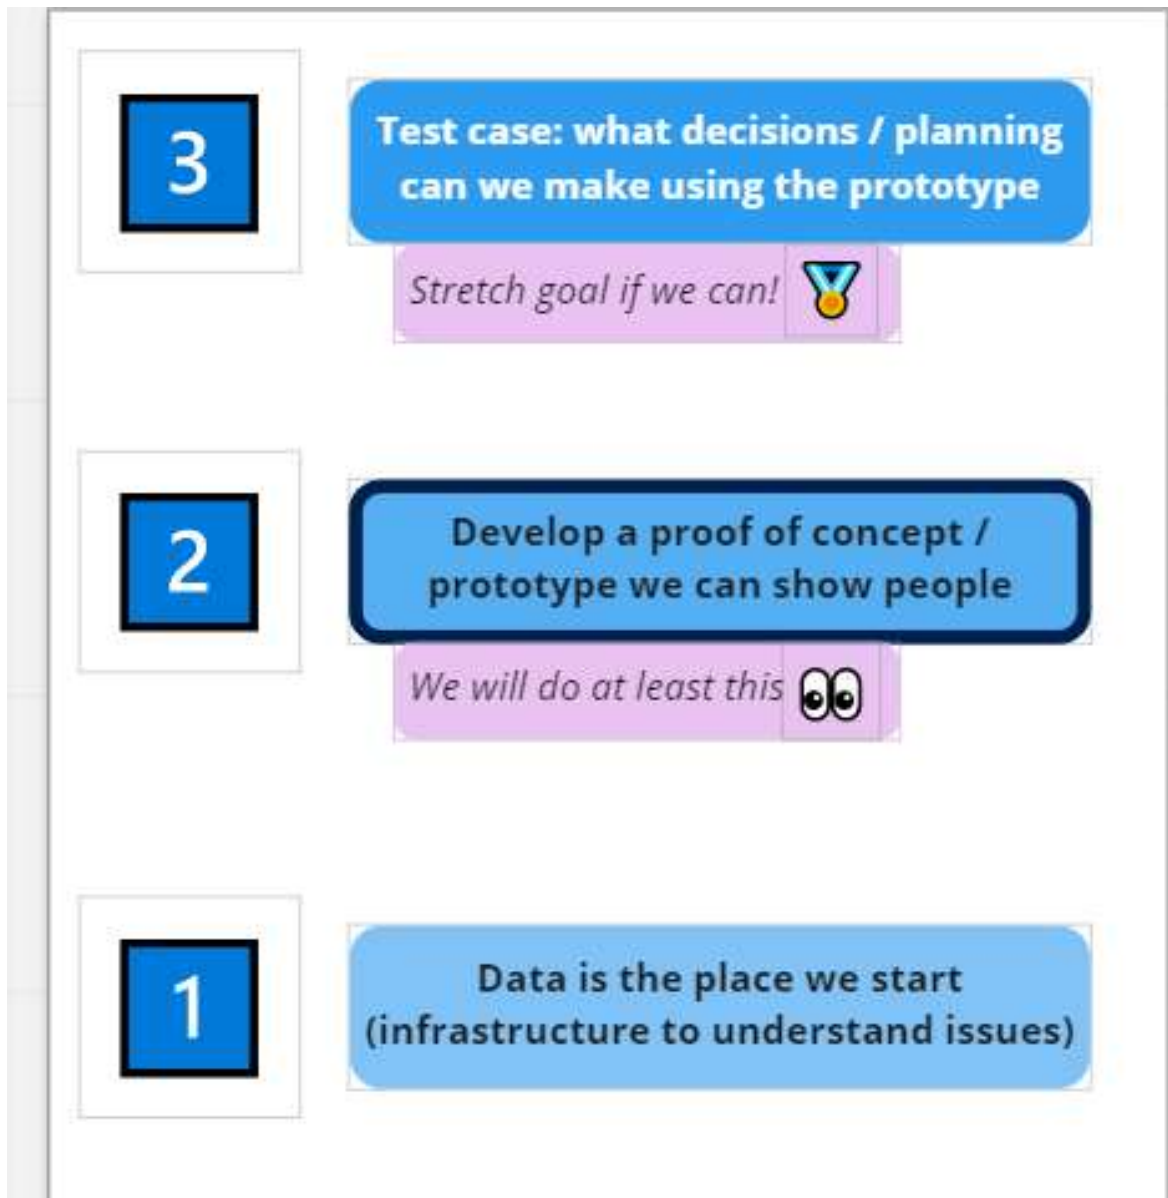 3
Test case: what decisions / planning
can we make using the prototype
Stretch goal if we can!
2
Develop a proof of concept /
prototype we can show people
We will do at least this
1
Data is the place we start
(infrastructure to understand issues)